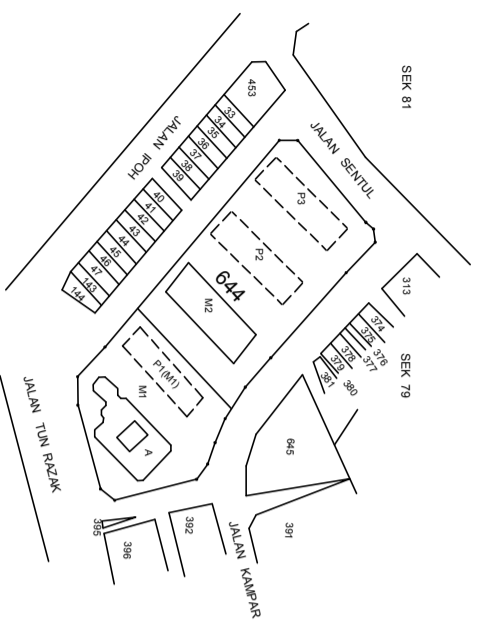 SEK 81
JALAN SENTUL
453
33
34
35
36
37
38
39
JALAN IPOH
40
41
42
43
44
45
46
47
143
144
P3
P2
644
M2
P1(M1)
M1
A
313
374
375
376
377
378
379
380
381
SEK 79
645
391
392
395
396
JALAN KAMPAR
JALAN TUN RAZAK